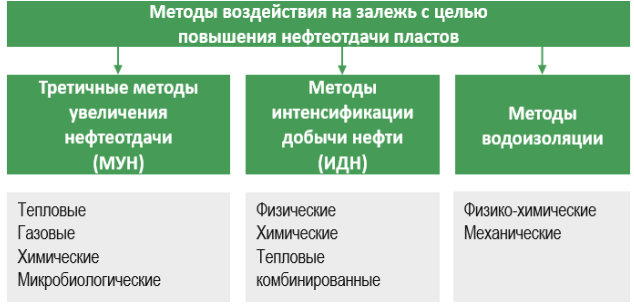 Методы воздействия на залежь с целью
повышения нефтеотдачи пластов
Третичные методы
увеличения
нефтеотдачи
(МУН)
Методы
интенсификации
добычи нефти
(ИДН)
Методы
водоизоляции
Тепловые
Газовые
Химические
Микробиологические
Физические
Химические
Тепловые
комбинированные
Физико-химические
Механические